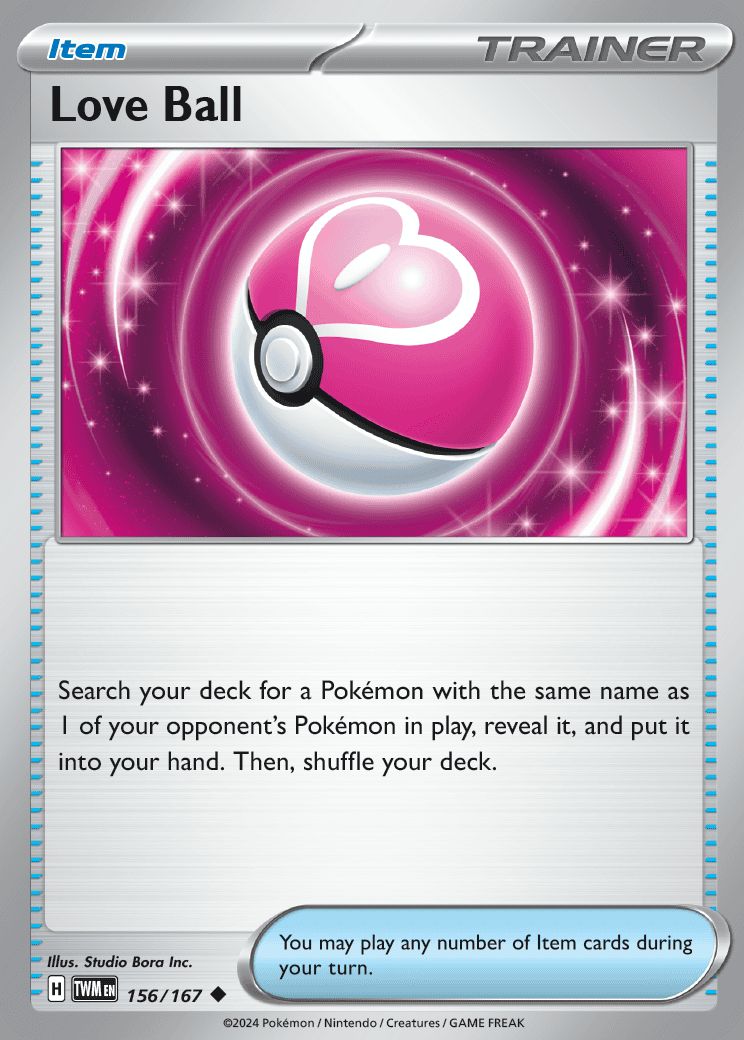 Item
TRAINER
Love Ball
Search your deck for a Pokémon with the same name as
1 of your opponent's Pokémon in play, reveal it, and put it
into your hand. Then, shuffle your deck.
You may play any number of Item cards during
your turn.
Illus. Studio Bora Inc.
H TWM EN 156/167 ◆
©2024 Pokémon / Nintendo / Creatures / GAME FREAK